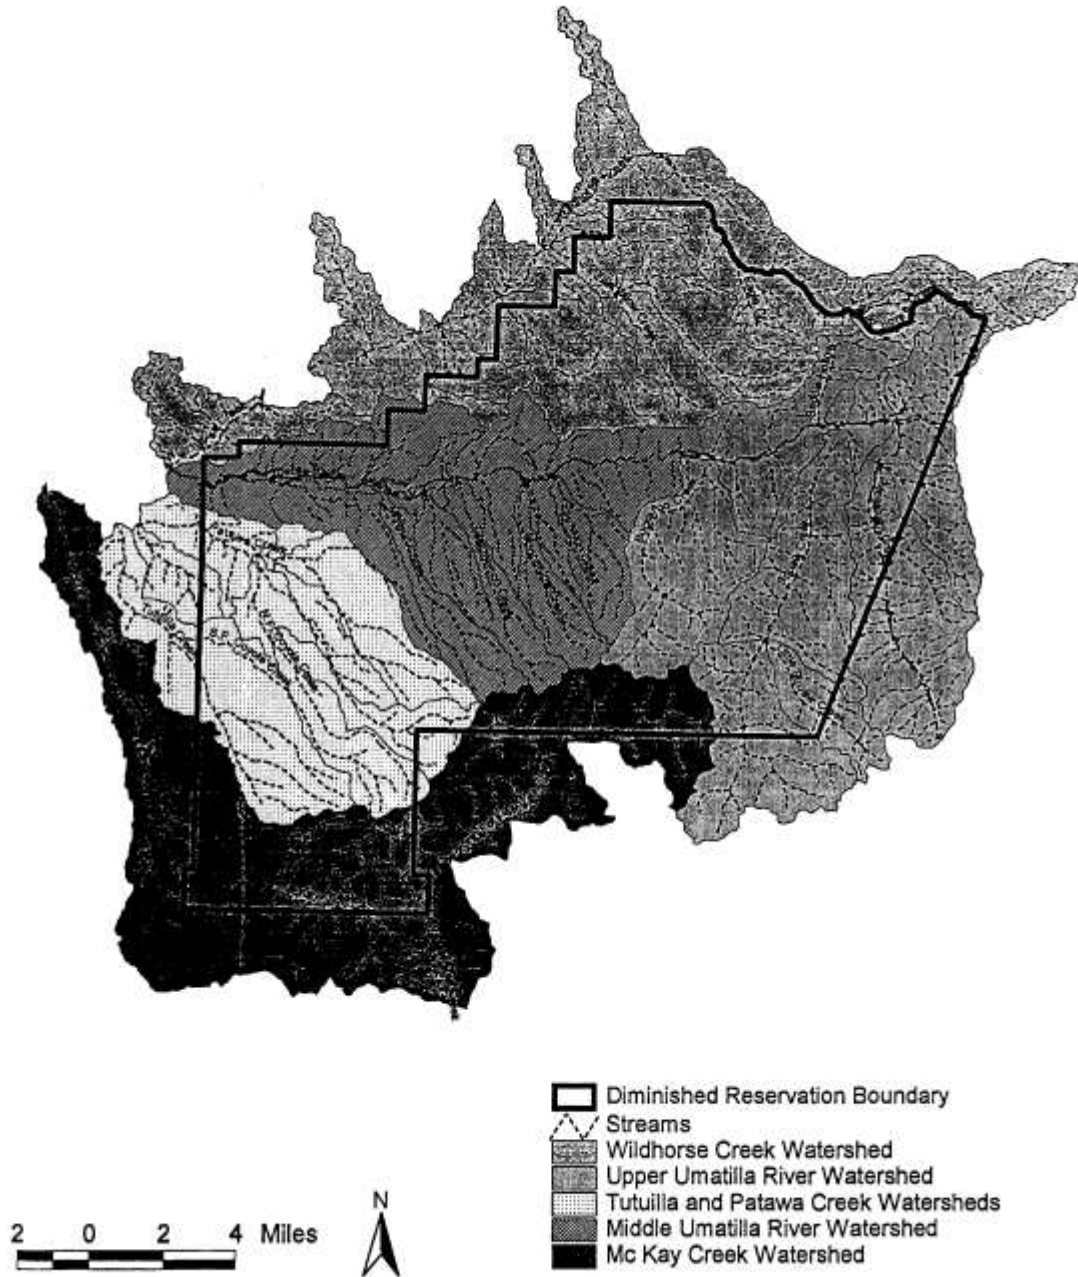 N
2 0 2 4 Miles
Diminished Reservation Boundary
Streams
Wildhorse Creek Watershed
Upper Umatilla River Watershed
Tutuilla and Patawa Creek Watersheds
Middle Umatilla River Watershed
Mc Kay Creek Watershed